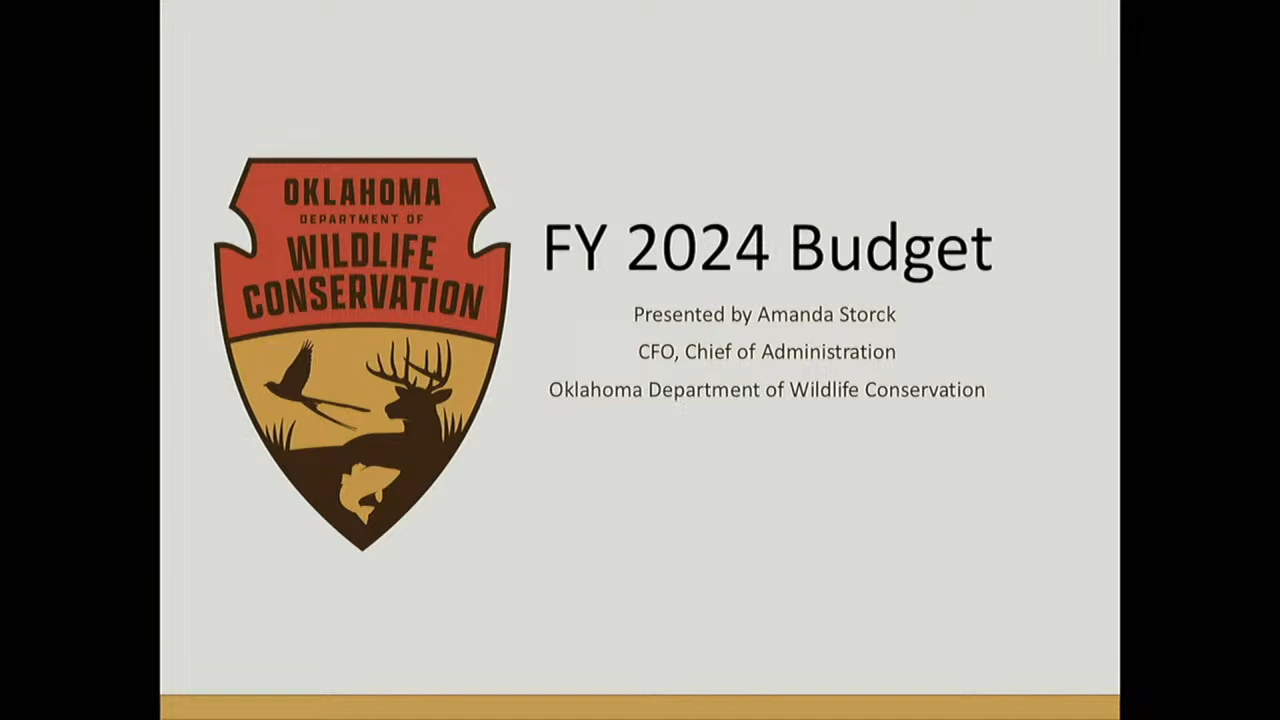 OKLAHOMA
DEPARTMENT OF
WILDLIFE
CONSERVATION
FY 2024 Budget
Presented by Amanda Storck
CFO, Chief of Administration
Oklahoma Department of Wildlife Conservation